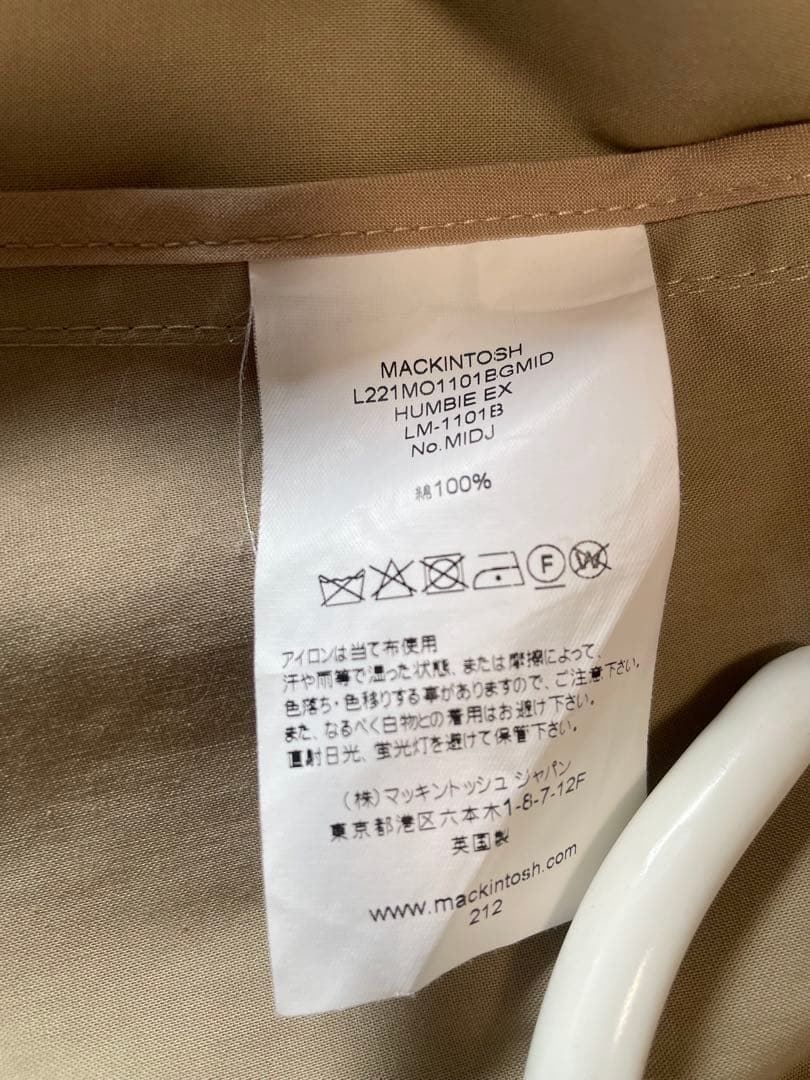 MACKINTOSH
L221MO1101BGMID
HUMBIE EX
LM-1101B
No.MIDJ
綿100%
F
W
アイロンは当て布使用
汗や雨等で湿った状態、または摩擦によって、
色落ち・色移りする事がありますので、ご注意下さい。
また、なるべく白物との着用はお避け下さい。
直射日光、蛍光灯を避けて保管下さい。
(株)マッキントッシュ ジャパン
東京都港区六本木1-8-7-12F
英国製
www.mackintosh.com
212